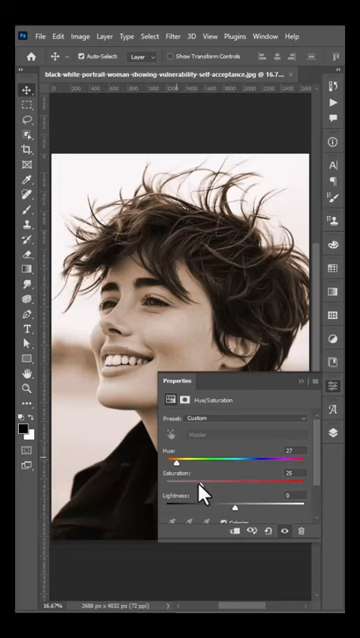 Ps File Edit Image Layer Type Select Filter 3D View Plugins Window Help
Auto-Select: Layer Show Transform Controls
black-white-portrait-woman-showing-vulnerability-self-acceptance.jpg @ 16.7...
Properties
Hue/Saturation
Preset: Custom
Master
Hue: 27
Saturation: 25
Lightness: 0
16.67% 2688 px x 4032 px (72 ppi)